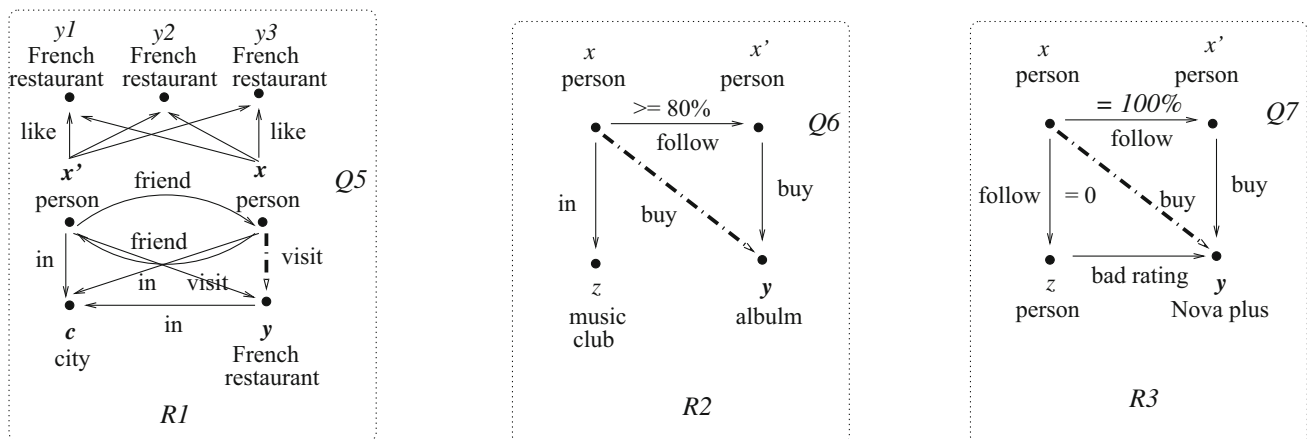 y1 y2 y3
French French French
restaurant restaurant restaurant
like like
x' x
friend
Q5
person person
friend
in visit
in visit
in
c y
city French
restaurant
R1
x x'
person person
>= 80%
Q6
follow
in buy buy
z y
music albulm
club
R2
x x'
person person
= 100%
Q7
follow
follow = 0 buy buy
bad rating
z y
person Nova plus
R3